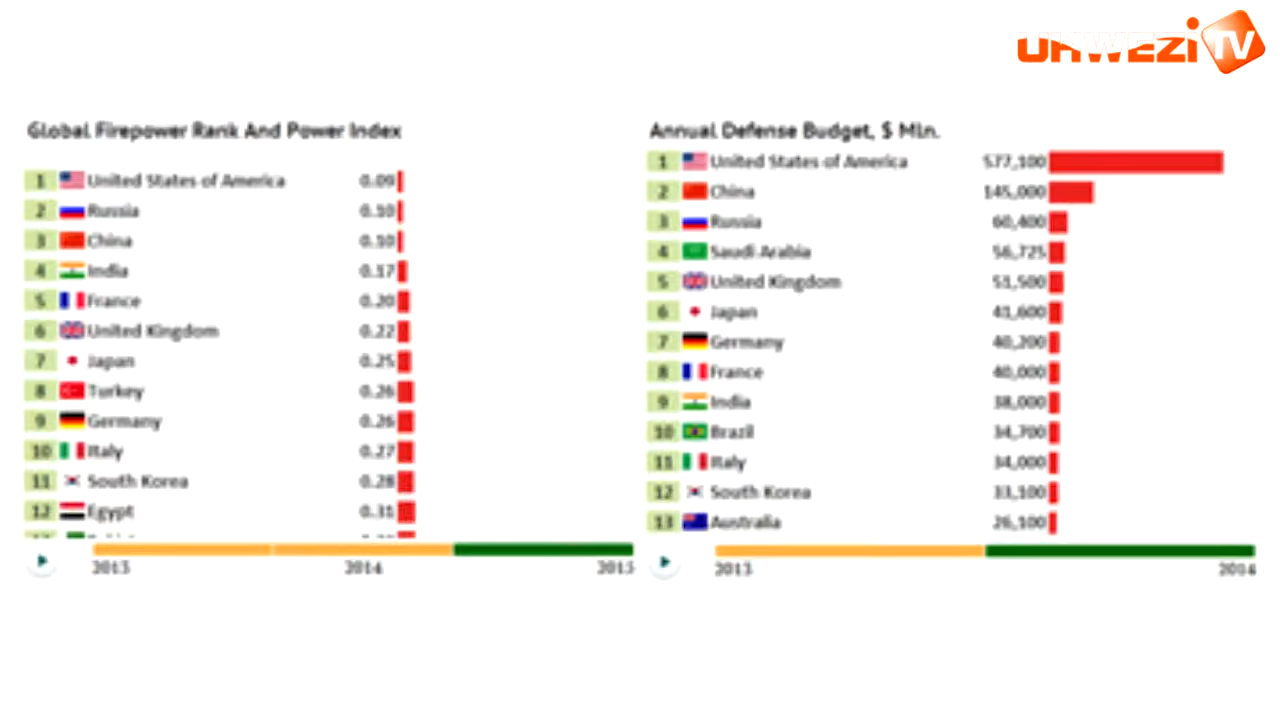 UMWEZI TV
Global Firepower Rank And Power Index
1 United States of America 0.09
2 Russia 0.10
3 China 0.10
4 India 0.17
5 France 0.20
6 United Kingdom 0.22
7 Japan 0.25
8 Turkey 0.26
9 Germany 0.26
10 Italy 0.27
11 South Korea 0.28
12 Egypt 0.31
2013 2014 2015
Annual Defense Budget, $ Mln.
1 United States of America 577,100
2 China 145,000
3 Russia 60,400
4 Saudi Arabia 56,725
5 United Kingdom 51,500
6 Japan 41,600
7 Germany 40,200
8 France 40,000
9 India 38,000
10 Brazil 34,700
11 Italy 34,000
12 South Korea 33,100
13 Australia 26,100
2013 2014